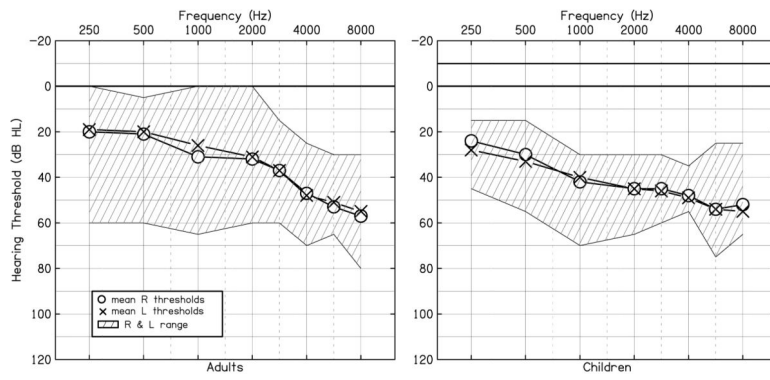 Frequency (Hz)
250 500 1000 2000 4000 8000
Frequency (Hz)
250 500 1000 2000 4000 8000
Hearing Threshold (dB HL)
-20
0
20
40
60
80
100
120
mean R thresholds
mean L thresholds
R & L range
Adults
-20
0
20
40
60
80
100
120
Children